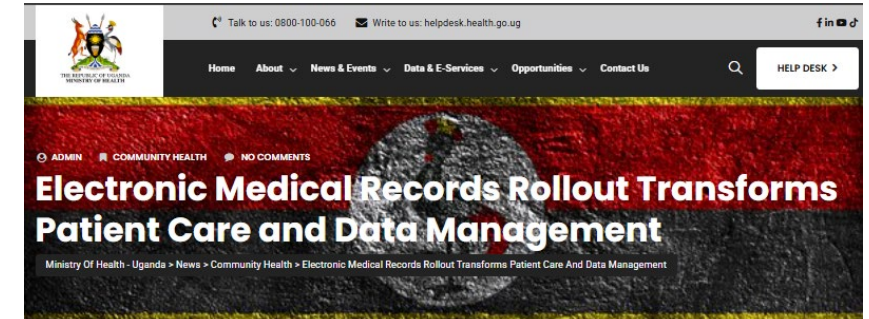 Talk to us: 0800-100-066 Write to us: helpdesk.health.go.ug
THE REPUBLIC OF UGANDA
MINISTRY OF HEALTH
Home About News & Events Data & E-Services Opportunities Contact Us HELP DESK >
ADMIN COMMUNITY HEALTH NO COMMENTS
Electronic Medical Records Rollout Transforms
Patient Care and Data Management
Ministry Of Health - Uganda > News > Community Health > Electronic Medical Records Rollout Transforms Patient Care And Data Management